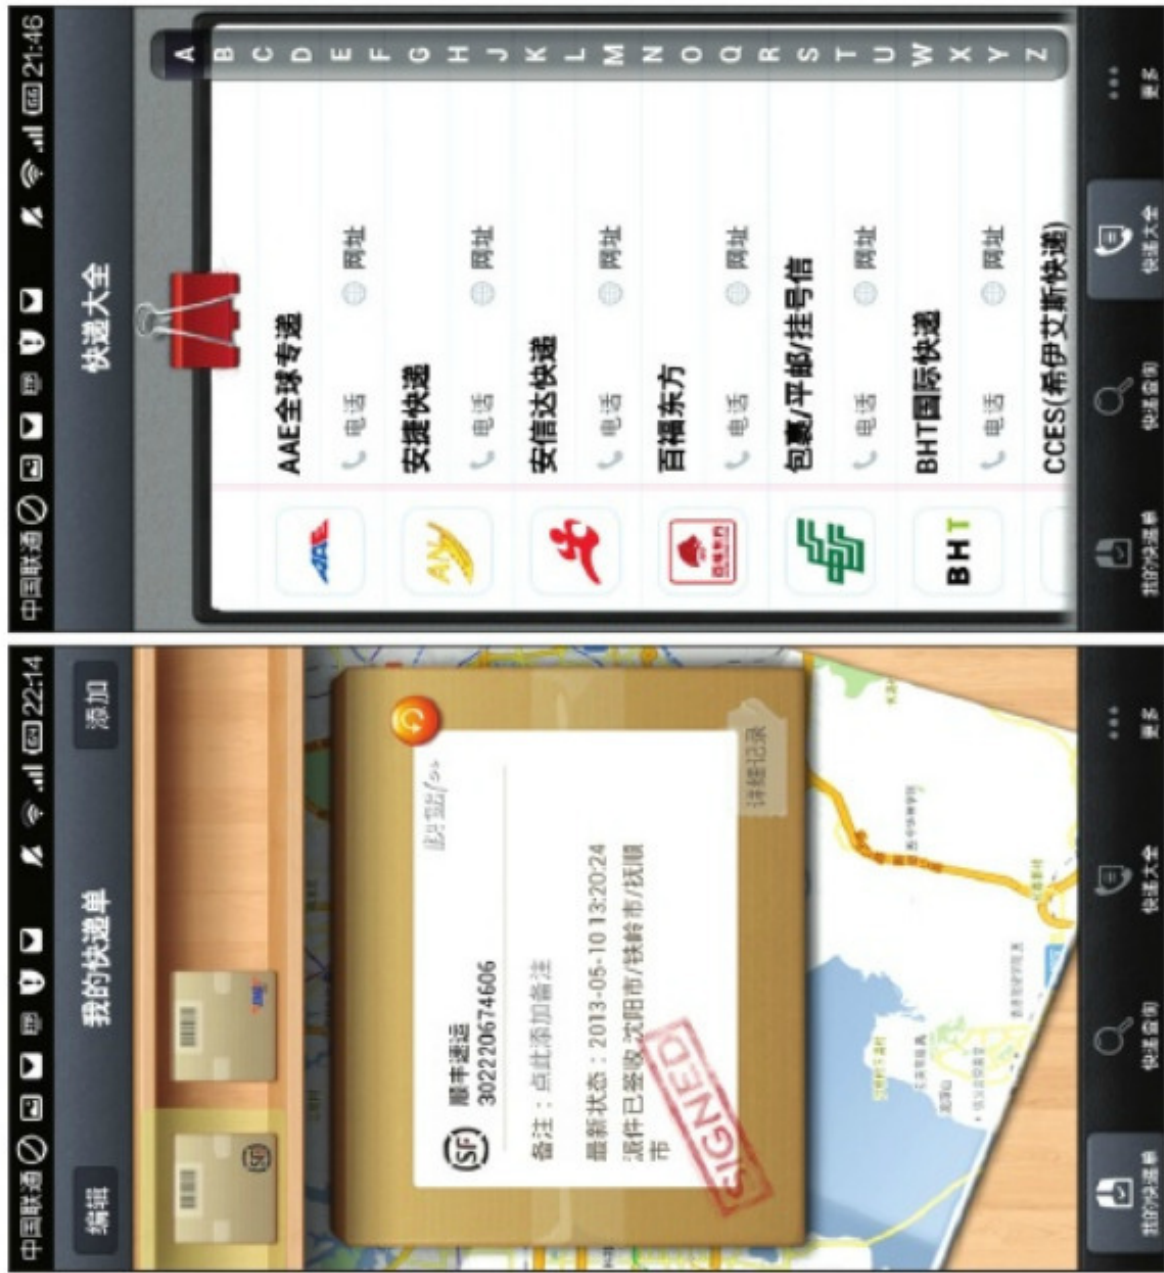 中国联通 22:14
编辑
我的快递单
添加
顺丰速运
302220674606
备注：点此添加备注
最新状态：2013-05-10 13:20:24
派件已签收 沈阳市/铁岭市/抚顺
市
SIGNED
详细记录
SF
我的快递单
快递查询
快递大全
更多
中国联通 21:46
快递大全
AAE全球专递
电话 网址
安捷快递
电话 网址
安信达快递
电话 网址
百福东方
电话 网址
包裹/平邮/挂号信
电话 网址
BHT国际快递
电话 网址
CCES(希伊艾斯快递)
AAE
AN
百福东方
BHT
A
B
C
D
E
F
G
H
J
K
L
M
N
O
Q
R
S
T
U
W
X
Y
Z
我的快递单
快递查询
快递大全
更多